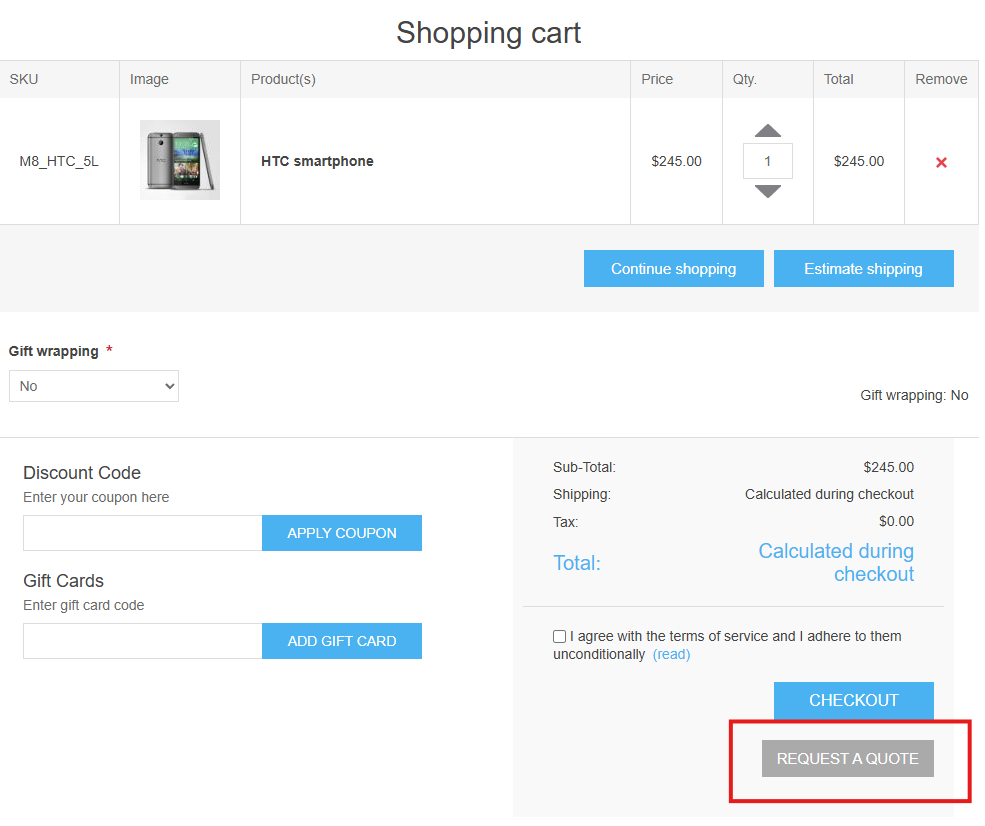 Shopping cart
SKU Image Product(s) Price Qty. Total Remove
M8_HTC_5L HTC smartphone $245.00 1 $245.00
Continue shopping Estimate shipping
Gift wrapping *
No
Gift wrapping: No
Discount Code
Enter your coupon here
APPLY COUPON
Gift Cards
Enter gift card code
ADD GIFT CARD
Sub-Total: $245.00
Shipping: Calculated during checkout
Tax: $0.00
Total: Calculated during
checkout
I agree with the terms of service and I adhere to them
unconditionally (read)
CHECKOUT
REQUEST A QUOTE